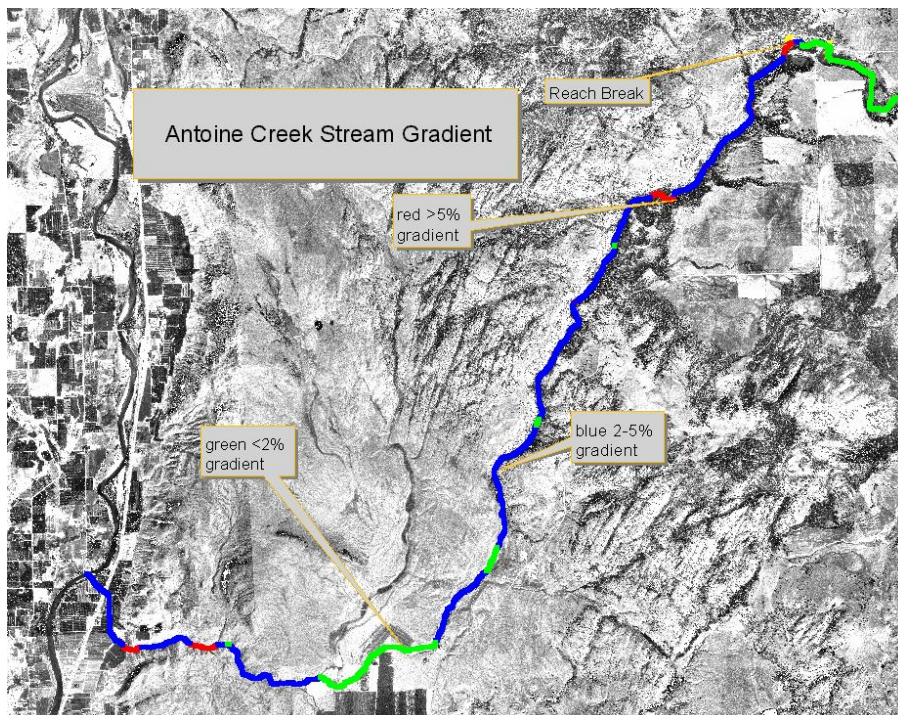 Reach Break
Antoine Creek Stream Gradient
red >5%
gradient
green <2%
gradient
blue 2-5%
gradient